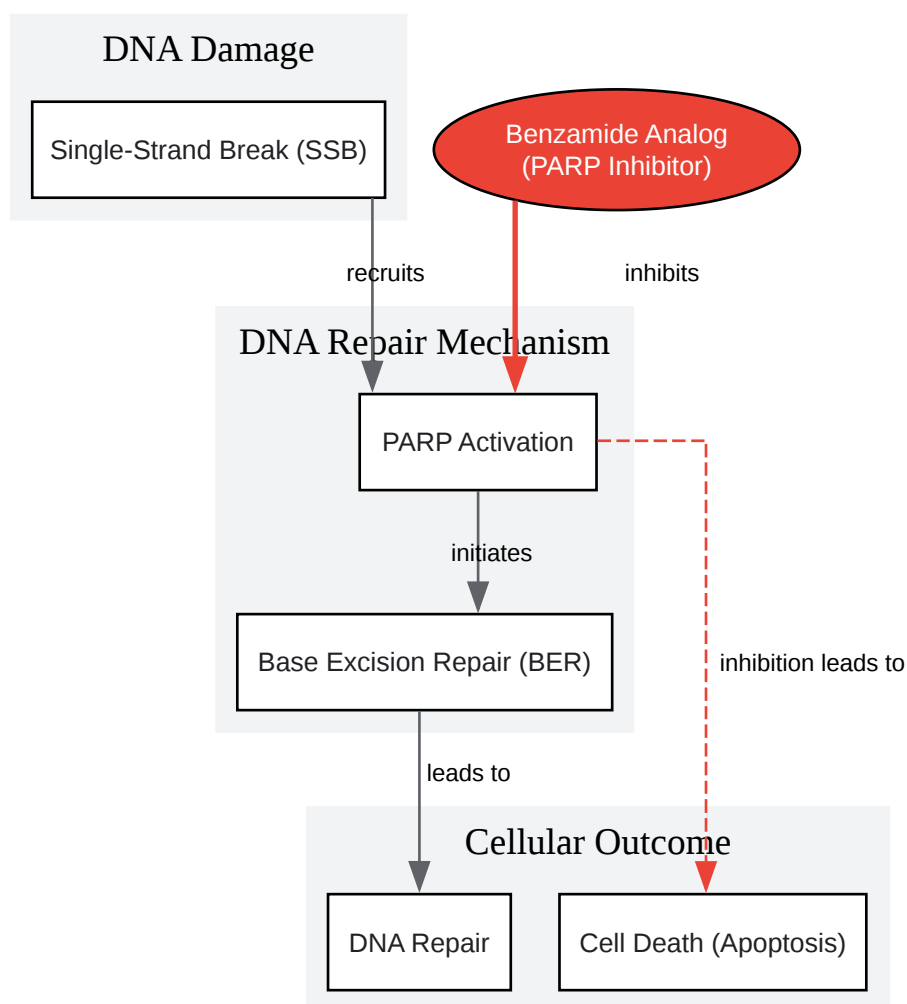 DNA Damage
Single-Strand Break (SSB)
Benzamide Analog
(PARP Inhibitor)
recruits
inhibits
DNA Repair Mechanism
PARP Activation
initiates
Base Excision Repair (BER)
inhibition leads to
leads to
Cellular Outcome
DNA Repair
Cell Death (Apoptosis)